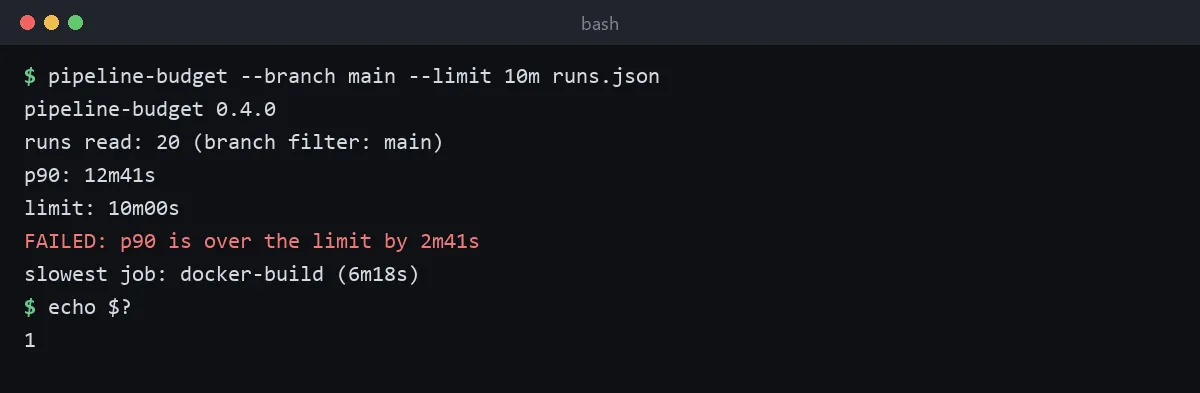 bash
$ pipeline-budget --branch main --limit 10m runs.json
pipeline-budget 0.4.0
runs read: 20 (branch filter: main)
p90: 12m41s
limit: 10m00s
FAILED: p90 is over the limit by 2m41s
slowest job: docker-build (6m18s)
$ echo $?
1